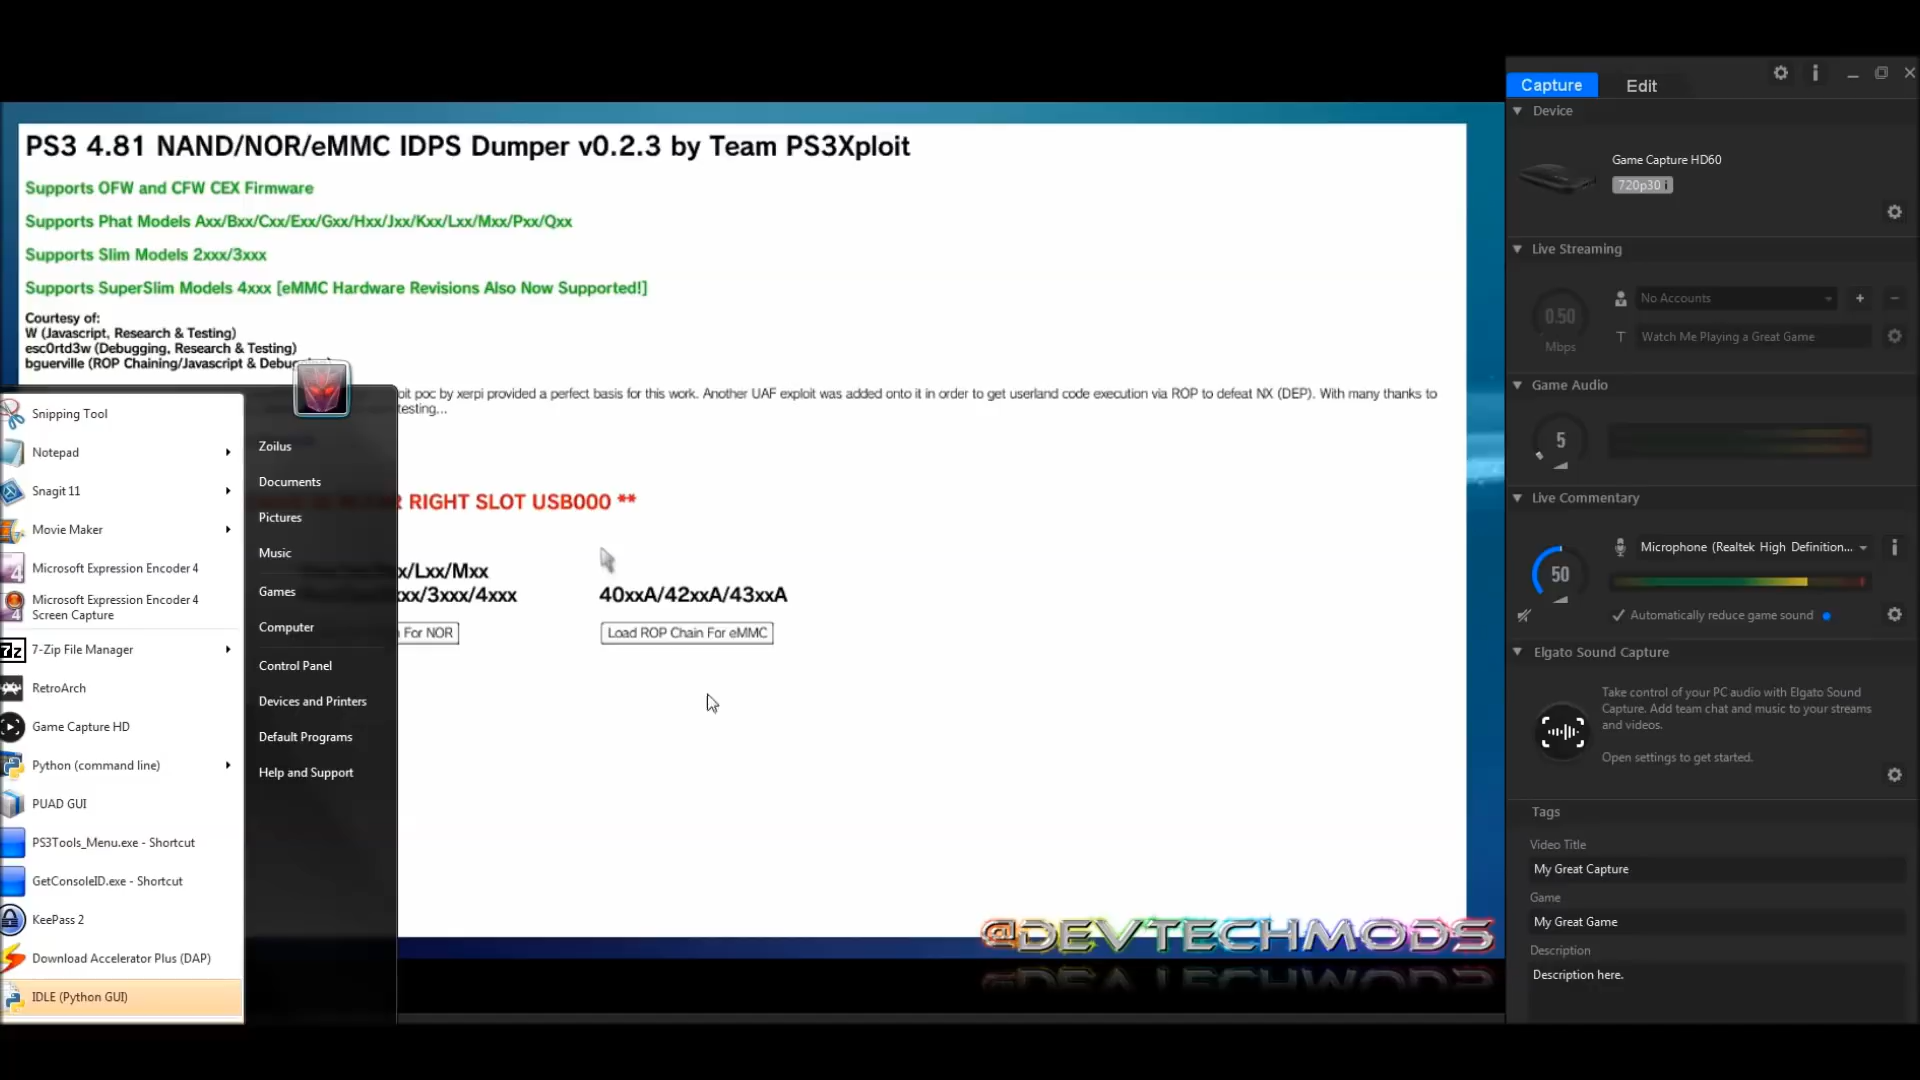 PS3 4.81 NAND/NOR/eMMC IDPS Dumper v0.2.3 by Team PS3Xploit
Supports OFW and CFW CEX Firmware
Supports Phat Models Axx/Bxx/Cxx/Exx/Gxx/Hxx/Jxx/Kxx/Lxx/Mxx/Pxx/Qxx
Supports Slim Models 2xxx/3xxx
Supports SuperSlim Models 4xxx [eMMC Hardware Revisions Also Now Supported!]
Courtesy of:
W (Javascript, Research & Testing)
esc0rtd3w (Debugging, Research & Testing)
bguerville (ROP Chaining/Javascript & Debug
oit poc by xerpi provided a perfect basis for this work. Another UAF exploit was added onto it in order to get userland code execution via ROP to defeat NX (DEP). With many thanks to
testing...
RIGHT SLOT USB000 **
x/Lxx/Mxx
xx/3xxx/4xxx
40xxA/42xxA/43xxA
For NOR
Load ROP Chain For eMMC
@DEVTECHMODS
Snipping Tool
Notepad
Snagit 11
Movie Maker
Microsoft Expression Encoder 4
Microsoft Expression Encoder 4
Screen Capture
7-Zip File Manager
RetroArch
Game Capture HD
Python (command line)
PUAD GUI
PS3Tools_Menu.exe - Shortcut
GetConsoleID.exe - Shortcut
KeePass 2
Download Accelerator Plus (DAP)
IDLE (Python GUI)
Zoilus
Documents
Pictures
Music
Games
Computer
Control Panel
Devices and Printers
Default Programs
Help and Support
Capture
Edit
Device
Game Capture HD60
720p30
Live Streaming
0.50
Mbps
No Accounts
T
Watch Me Playing a Great Game
Game Audio
5
Live Commentary
50
Microphone (Realtek High Definition...
Automatically reduce game sound
Elgato Sound Capture
Take control of your PC audio with Elgato Sound
Capture. Add team chat and music to your streams
and videos.
Open settings to get started.
Tags
Video Title
My Great Capture
Game
My Great Game
Description
Description here.